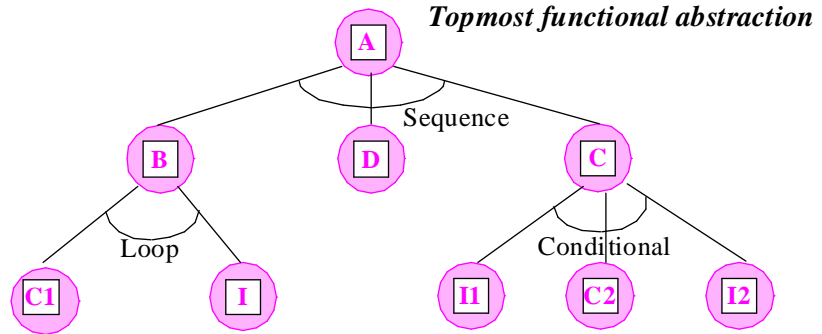 Topmost functional abstraction
A
Sequence
B
D
C
Loop
Conditional
C1
I
I1
C2
I2